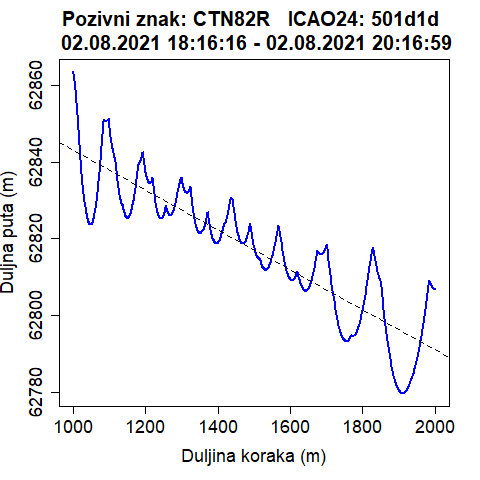 Pozivni znak: CTN82R   ICAO24: 501d1d
02.08.2021 18:16:16 - 02.08.2021 20:16:59
Duljna puta (m)
62860
62840
62820
62800
62780
1000 1200 1400 1600 1800 2000
Duljina koraka (m)